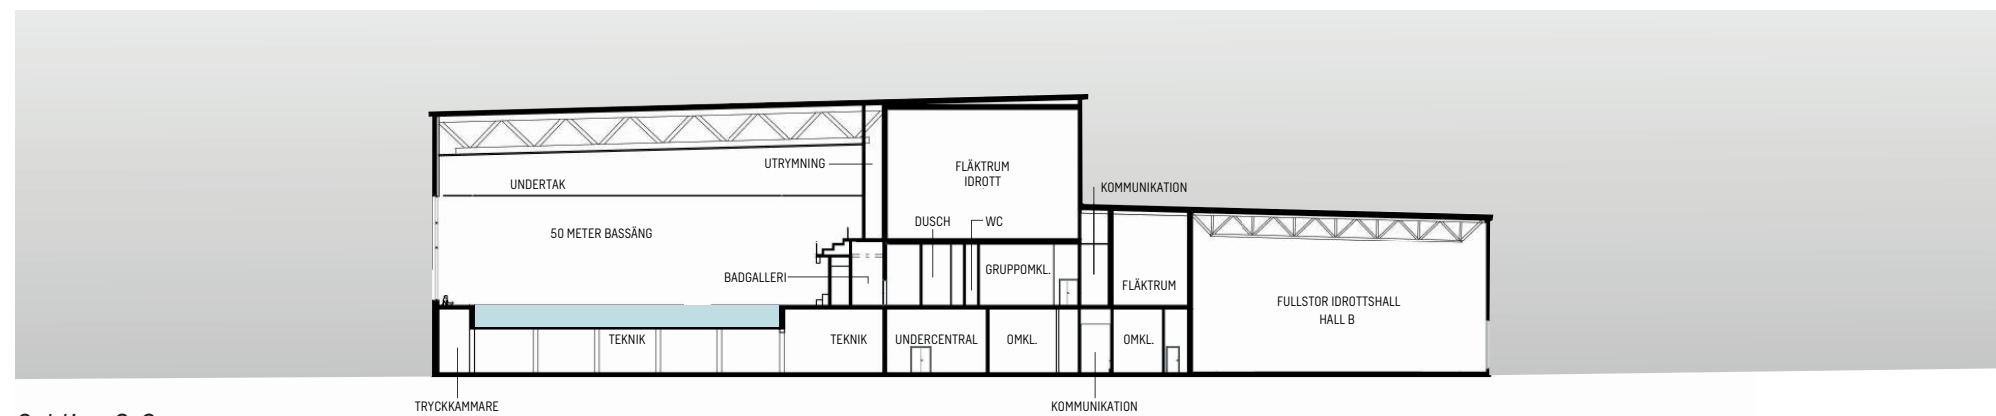 UTRYMNING
FLÄKTRUM
IDROTT
UNDERTAK
KOMMUNIKATION
DUSCH
WC
50 METER BASSÄNG
BADGALLERI
GRUPPOMKL.
FLÄKTRUM
FULLSTOR IDROTTSHALL
HALL B
TEKNIK
TEKNIK
UNDERCENTRAL
OMKL.
OMKL.
TRYCKKAMMARE
KOMMUNIKATION